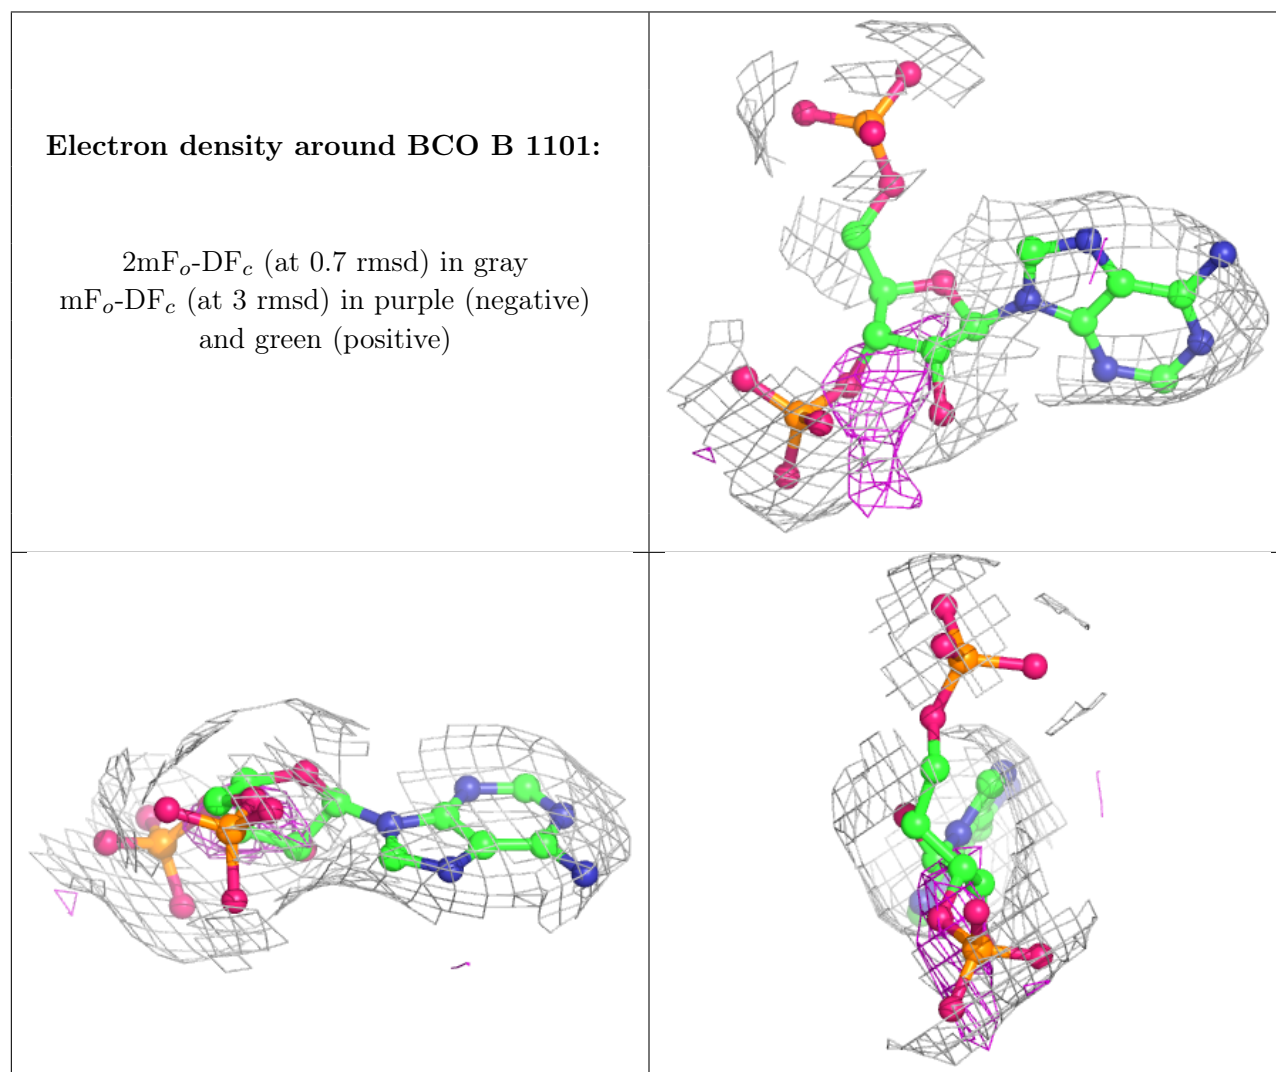 Electron density around BCO B 1101:
2mFo-DFc (at 0.7 rmsd) in gray
mFo-DFc (at 3 rmsd) in purple (negative)
and green (positive)